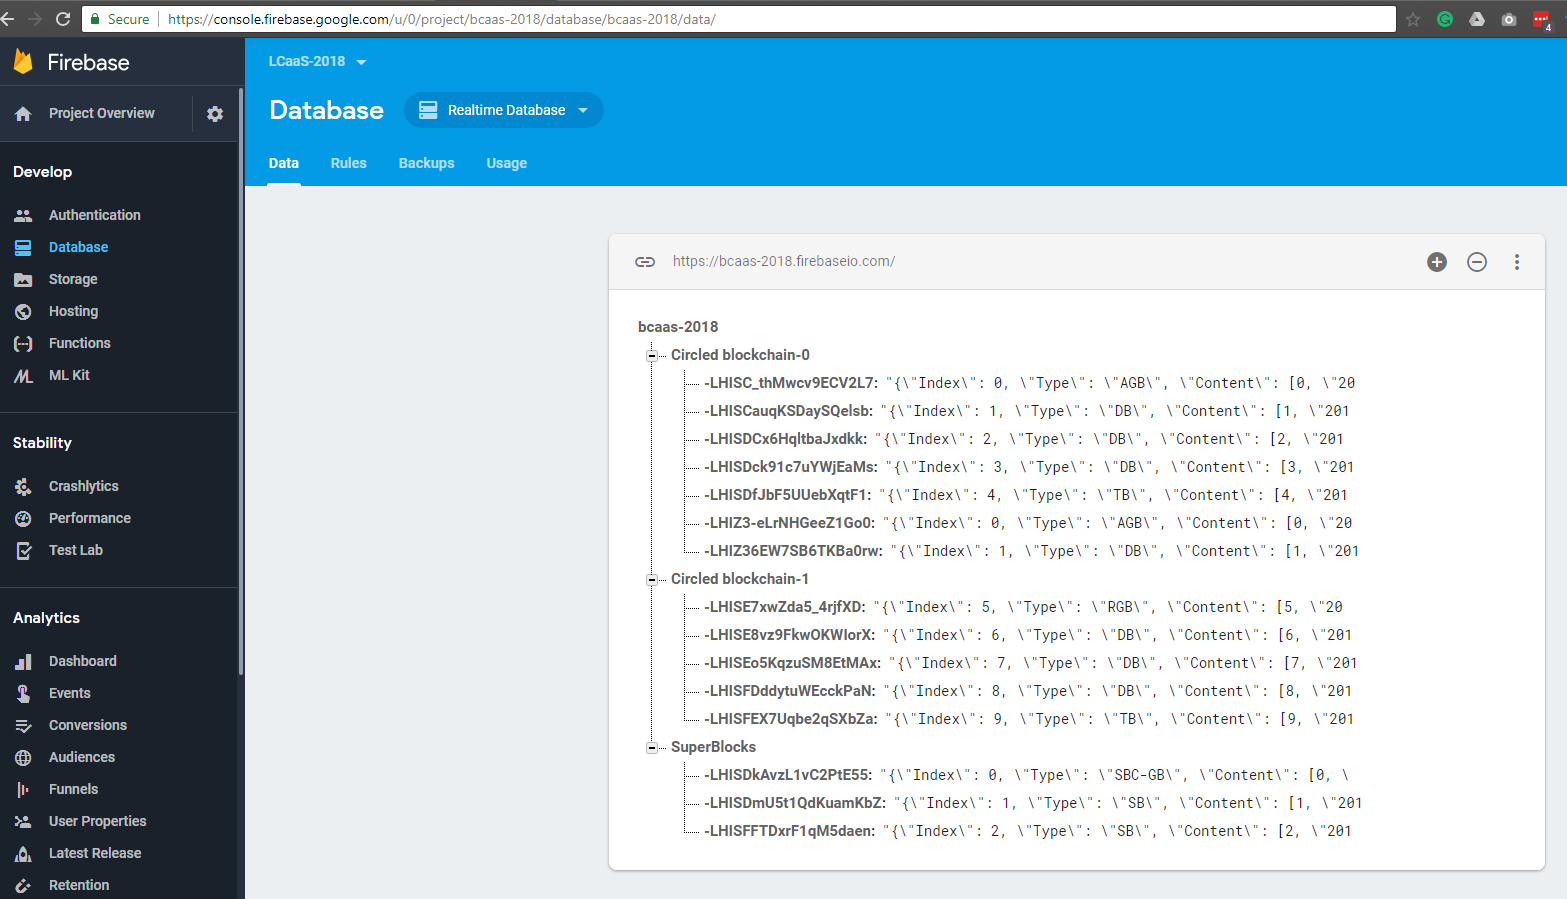 Secure https://console.firebase.google.com/u/0/project/bcaas-2018/database/bcaas-2018/data/
4
Firebase
Project Overview
Develop
Authentication
Database
Storage
Hosting
Functions
ML Kit
Stability
Crashlytics
Performance
Test Lab
Analytics
Dashboard
Events
Conversions
Audiences
Funnels
User Properties
Latest Release
Retention
LCaaS-2018
Database Realtime Database
Data Rules Backups Usage
https://bcaas-2018.firebaseio.com/
bcaas-2018
Circled blockchain-0
-LHISC_thMwcv9ECV2L7: "{\"Index\": 0, \"Type\": \"AGB\", \"Content\": [0, \"20
-LHISCauqKSDaySQelsb: "{\"Index\": 1, \"Type\": \"DB\", \"Content\": [1, \"201
-LHISDCx6HqltbaJxdkk: "{\"Index\": 2, \"Type\": \"DB\", \"Content\": [2, \"201
-LHISDck91c7uYWjEaMs: "{\"Index\": 3, \"Type\": \"DB\", \"Content\": [3, \"201
-LHISDfJbF5UUebXqtF1: "{\"Index\": 4, \"Type\": \"TB\", \"Content\": [4, \"201
-LHIZ3-eLrNHGeeZ1Go0: "{\"Index\": 0, \"Type\": \"AGB\", \"Content\": [0, \"20
-LHIZ36EW7SB6TKBa0rw: "{\"Index\": 1, \"Type\": \"DB\", \"Content\": [1, \"201
Circled blockchain-1
-LHISE7xwZda5_4rjfXD: "{\"Index\": 5, \"Type\": \"RGB\", \"Content\": [5, \"20
-LHISE8vz9FkwOKWIorX: "{\"Index\": 6, \"Type\": \"DB\", \"Content\": [6, \"201
-LHISEo5KqzuSM8EtMAx: "{\"Index\": 7, \"Type\": \"DB\", \"Content\": [7, \"201
-LHISFDddytuWEcckPaN: "{\"Index\": 8, \"Type\": \"DB\", \"Content\": [8, \"201
-LHISFEX7Uqbe2qSXbZa: "{\"Index\": 9, \"Type\": \"TB\", \"Content\": [9, \"201
SuperBlocks
-LHISDkAvzL1vC2PtE55: "{\"Index\": 0, \"Type\": \"SBC-GB\", \"Content\": [0, \
-LHISDmU5t1QdKuamKbZ: "{\"Index\": 1, \"Type\": \"SB\", \"Content\": [1, \"201
-LHISFFTDxrF1qM5daen: "{\"Index\": 2, \"Type\": \"SB\", \"Content\": [2, \"201